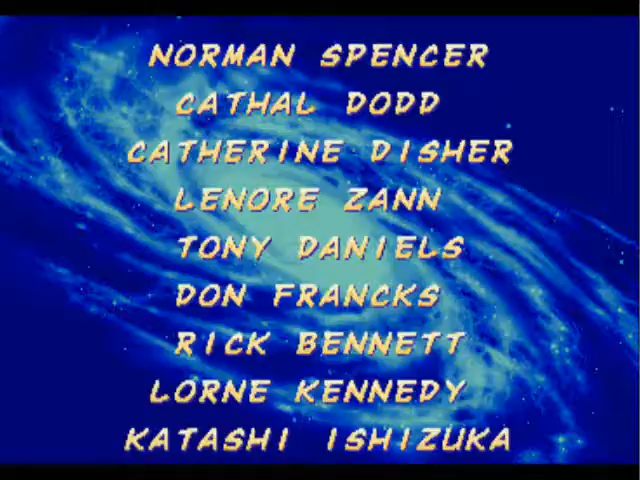 NORMAN SPENCER
CATHAL DODD
CATHERINE DISHER
LENORE ZANN
TONY DANIELS
DON FRANCKS
RICK BENNETT
LORNE KENNEDY
KATASHI ISHIZUKA